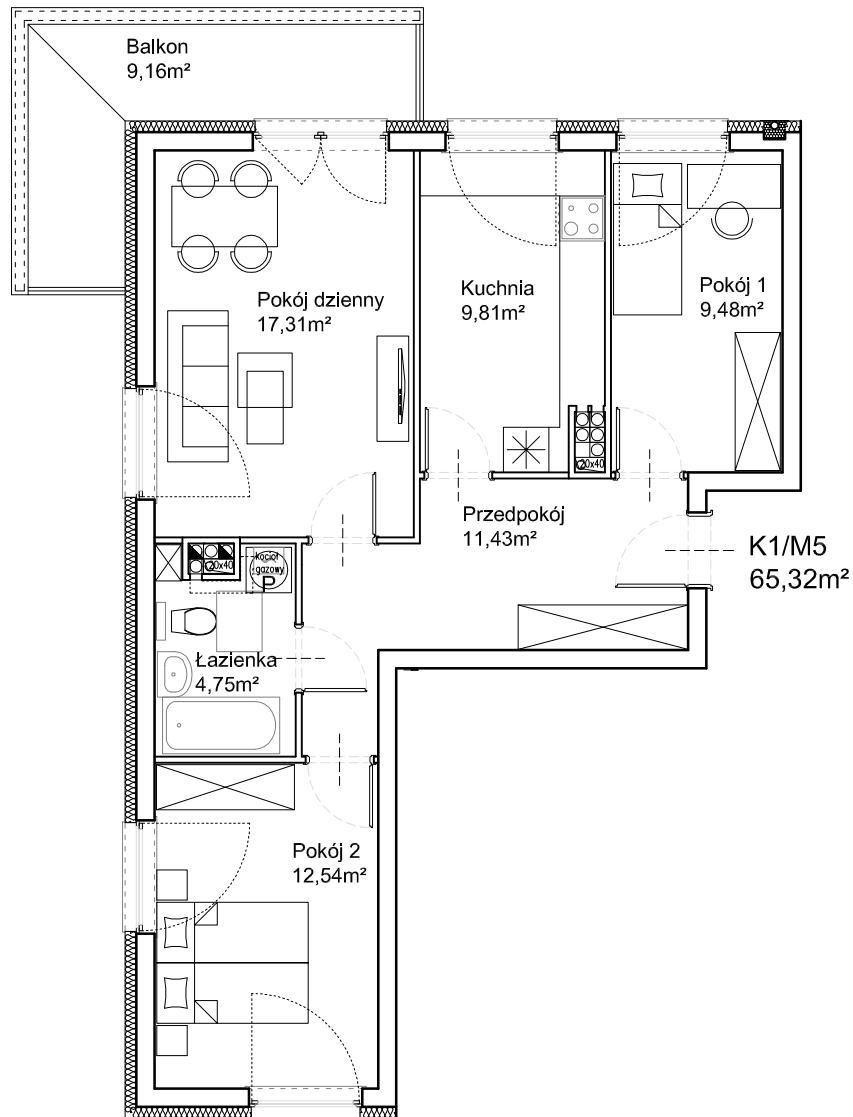 Balkon
9,16m²
Pokój dzienny
17,31m²
Kuchnia
9,81m²
Pokój 1
9,48m²
20x40
Przedpokój
11,43m²
K1/M5
65,32m²
20x40
kocioł
gazowy
P
Łazienka
4,75m²
Pokój 2
12,54m²